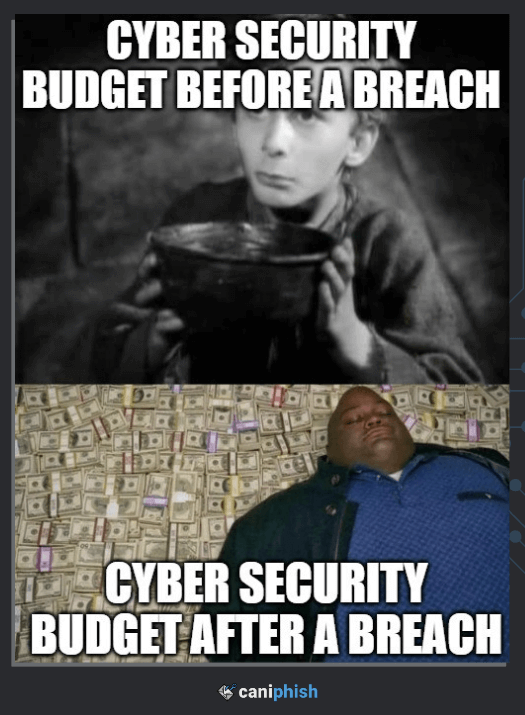 CYBER SECURITY
BUDGET BEFORE A BREACH
CYBER SECURITY
BUDGET AFTER A BREACH
caniphish